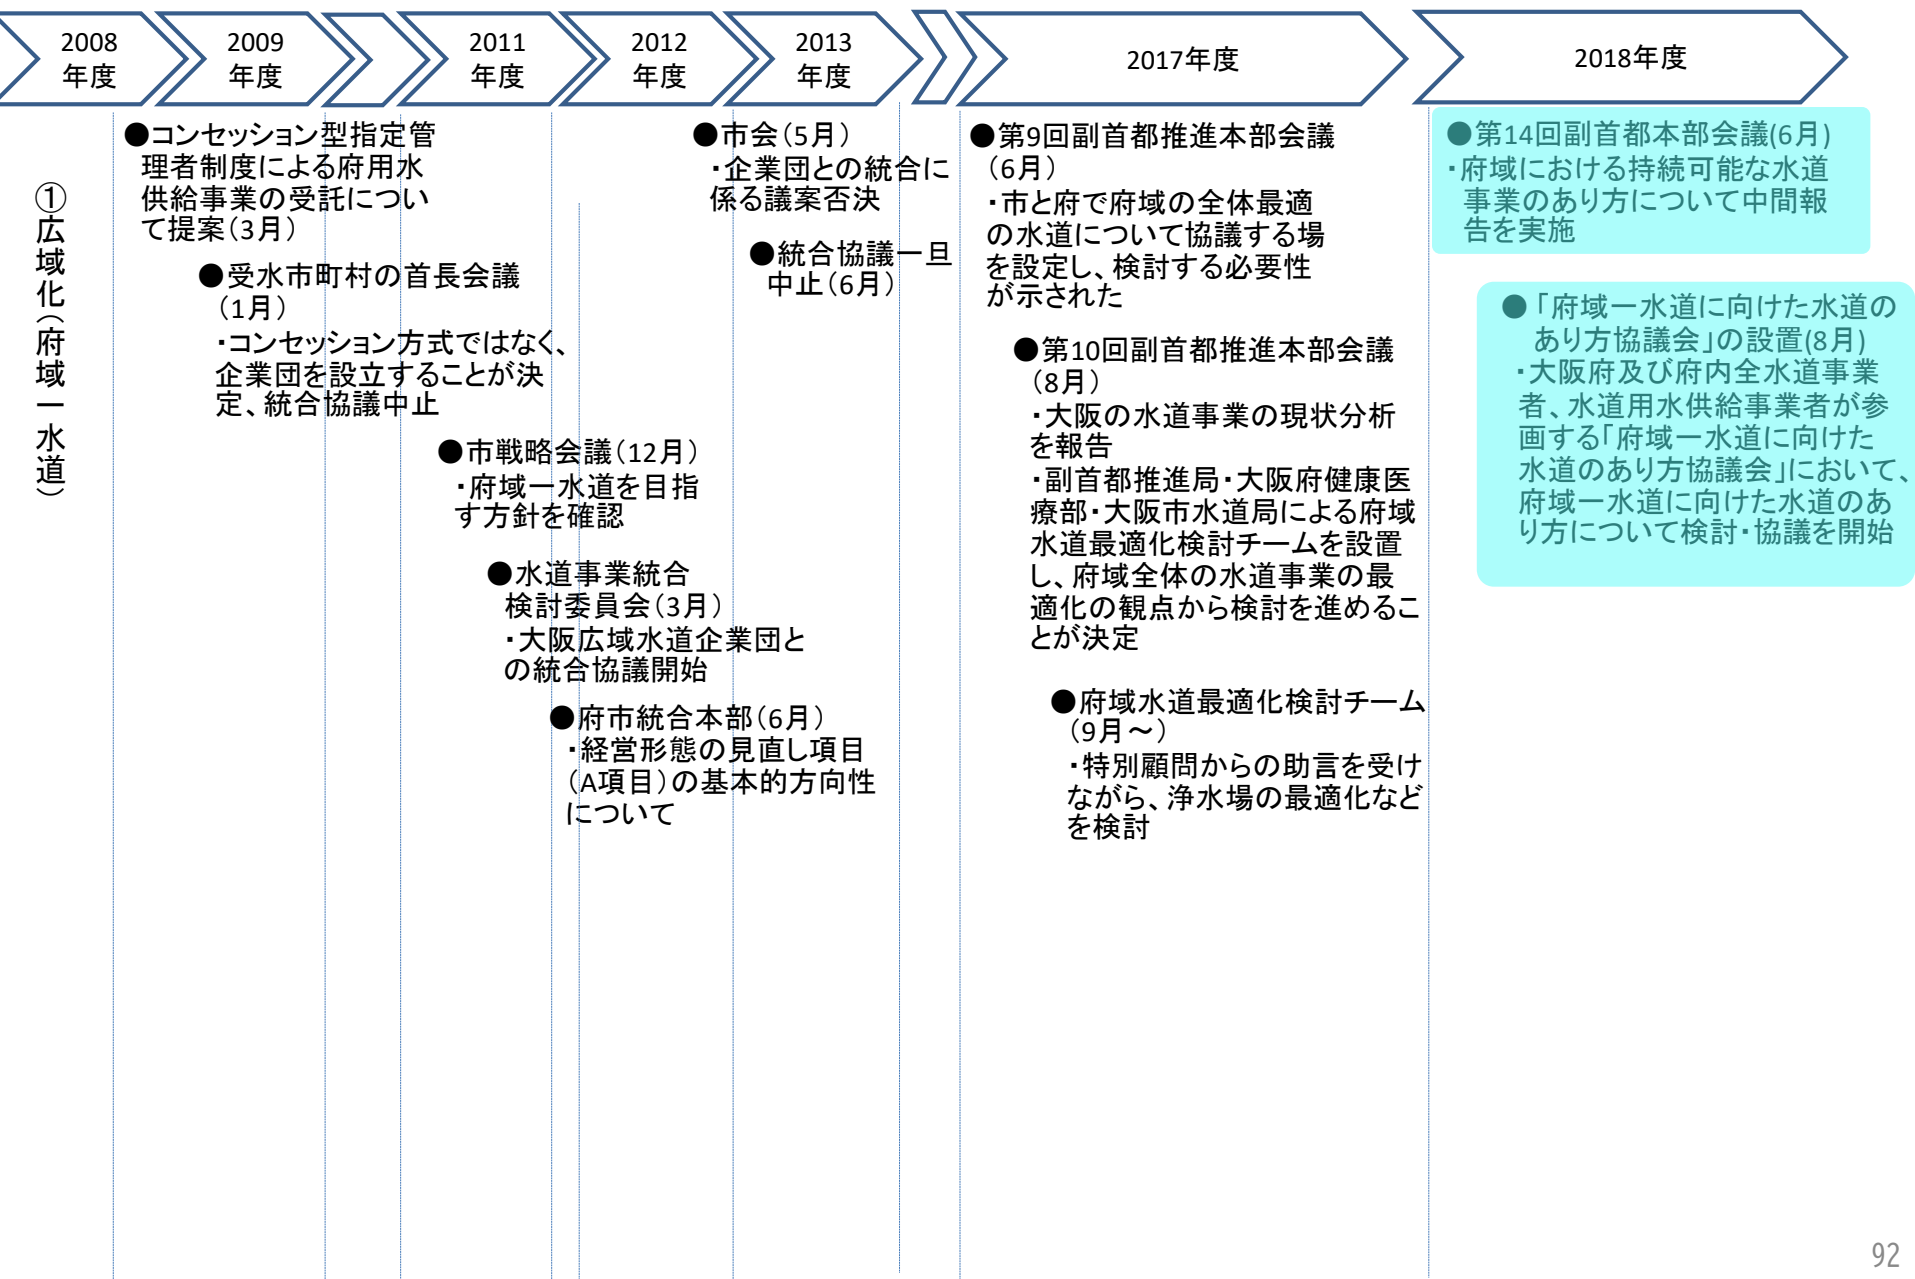 2008
年度
2009
年度
2011
年度
2012
年度
2013
年度
2017年度
2018年度
①広域化(府域一水道)
●コンセッション型指定管
理者制度による府用水
供給事業の受託につい
て提案(3月)
●受水市町村の首長会議
(1月)
・コンセッション方式ではなく、
企業団を設立することが決
定、統合協議中止
●市戦略会議(12月)
・府域一水道を目指
す方針を確認
●水道事業統合
検討委員会(3月)
・大阪広域水道企業団と
の統合協議開始
●府市統合本部(6月)
・経営形態の見直し項目
(A項目)の基本的方向性
について
●市会(5月)
・企業団との統合に
係る議案否決
●統合協議一旦
中止(6月)
●第9回副首都推進本部会議
(6月)
・市と府で府域の全体最適
の水道について協議する場
を設定し、検討する必要性
が示された
●第10回副首都推進本部会議
(8月)
・大阪の水道事業の現状分析
を報告
・副首都推進局・大阪府健康医
療部・大阪市水道局による府域
水道最適化検討チームを設置
し、府域全体の水道事業の最
適化の観点から検討を進めるこ
とが決定
●府域水道最適化検討チーム
(9月～)
・特別顧問からの助言を受け
ながら、浄水場の最適化など
を検討
●第14回副首都本部会議(6月)
・府域における持続可能な水道
事業のあり方について中間報
告を実施
●「府域一水道に向けた水道の
あり方協議会」の設置(8月)
・大阪府及び府内全水道事業
者、水道用水供給事業者が参
画する「府域一水道に向けた
水道のあり方協議会」において、
府域一水道に向けた水道のあ
り方について検討・協議を開始
92